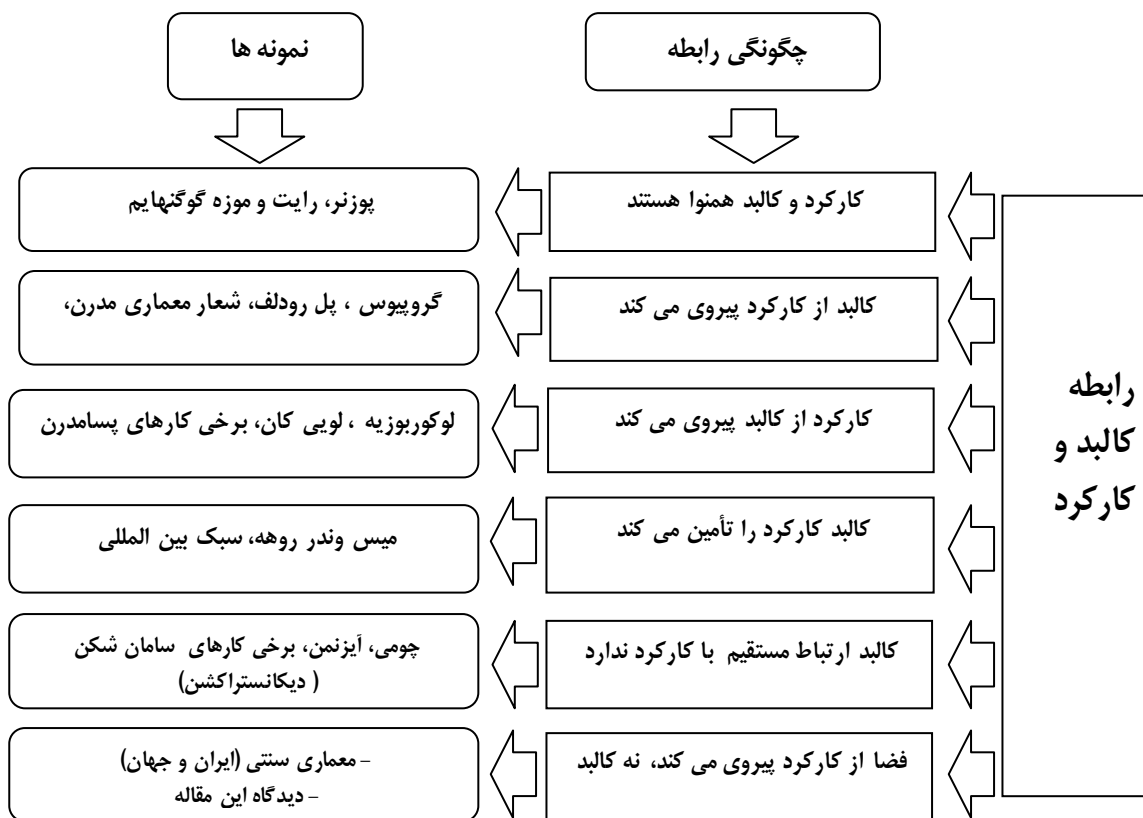 چگونگی رابطه
نمونه ها
رابطه
کالبد و
کارکرد
کارکرد و کالبد همنوا هستند
پوزنر، رایت و موزه گوگنهایم
کالبد از کارکرد پیروی می کند
گروپیوس ، پل رودلف، شعار معماری مدرن،
کارکرد از کالبد پیروی می کند
لوکوربوزیه ، لویی کان، برخی کارهای پسامدرن
کالبد کارکرد را تأمین می کند
میس وندر روهه، سبک بین المللی
کالبد ارتباط مستقیم با کارکرد ندارد
چومی، آیزنمن، برخی کارهای سامان شکن
( دیکانستراکشن)
فضا از کارکرد پیروی می کند، نه کالبد
– معماری سنتی (ایران و جهان)
– دیدگاه این مقاله